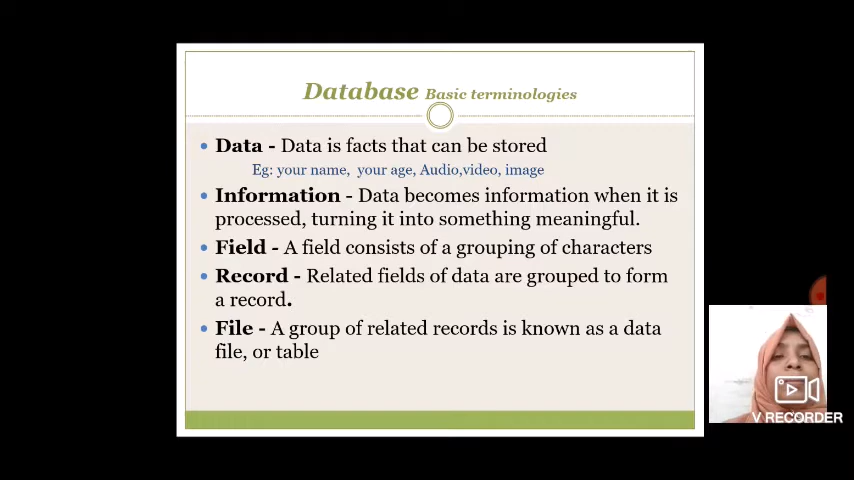 Database Basic terminologies
Data - Data is facts that can be stored
Eg: your name, your age, Audio,video, image
Information - Data becomes information when it is
processed, turning it into something meaningful.
Field - A field consists of a grouping of characters
Record - Related fields of data are grouped to form
a record.
File - A group of related records is known as a data
file, or table
V RECORDER